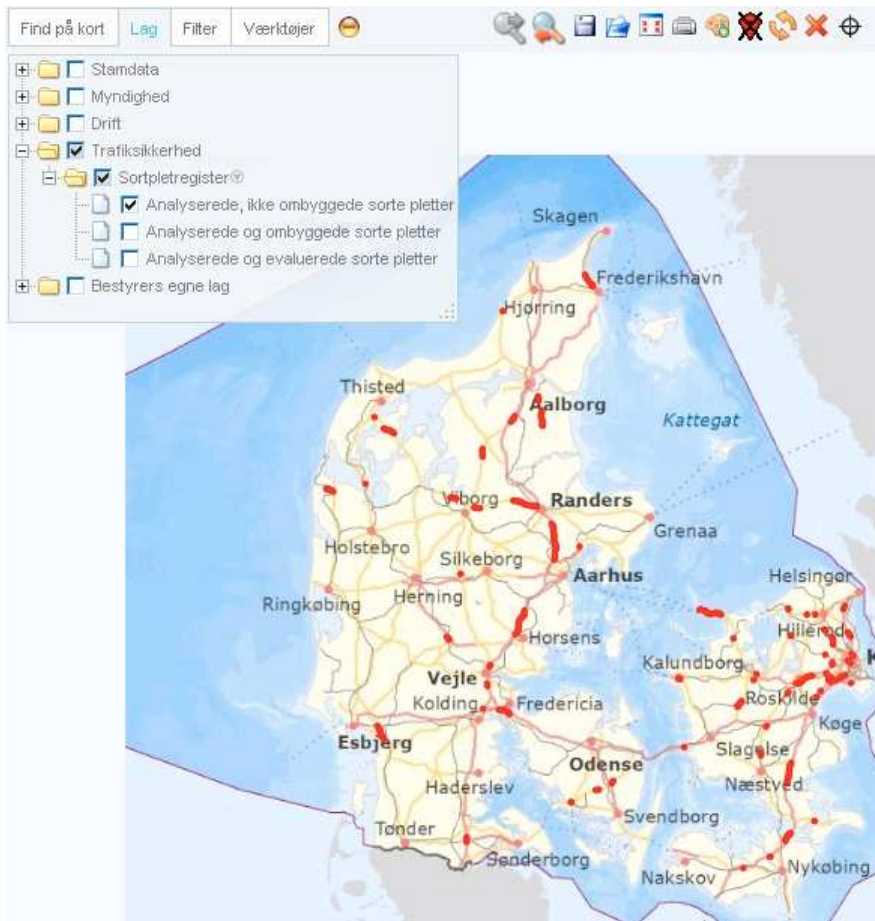 Find på kort Lag Filter Værktøjer
Stamdata
Myndighed
Drift
Trafiksikkerhed
Sortpletregister
Analyserede, ikke ombyggede sorte pletter
Analyserede og ombyggede sorte pletter
Analyserede og evaluerede sorte pletter
Bestyrers egne lag
Skagen
Frederikshavn
Hjørring
Thisted
Aalborg
Kattegat
Viborg
Randers
Grenaa
Holstebro
Silkeborg
Aarhus
Helsingør
Ringkøbing
Herning
Hillerød
Horsens
Kalundborg
K
Vejle
Roskilde
Kolding
Fredericia
Køge
Esbjerg
Odense
Slagelse
Haderslev
Næstved
Svendborg
Tønder
Sønderborg
Nakskov
Nykøbing